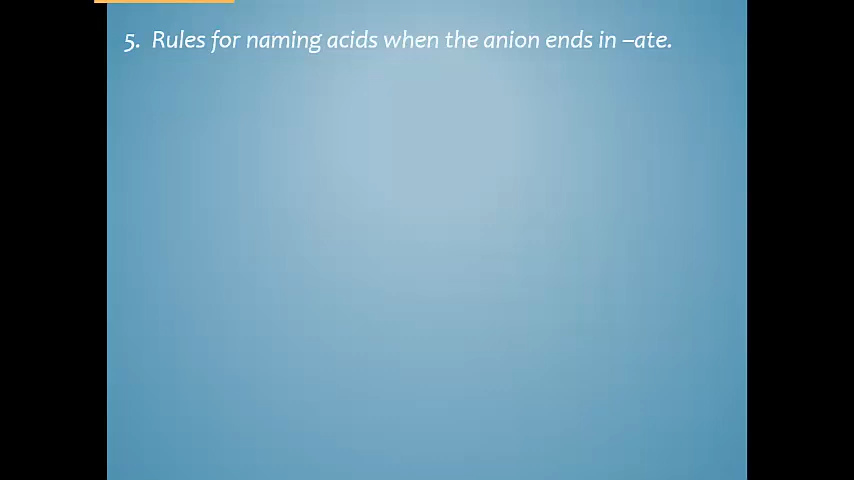 5. Rules for naming acids when the anion ends in –ate.